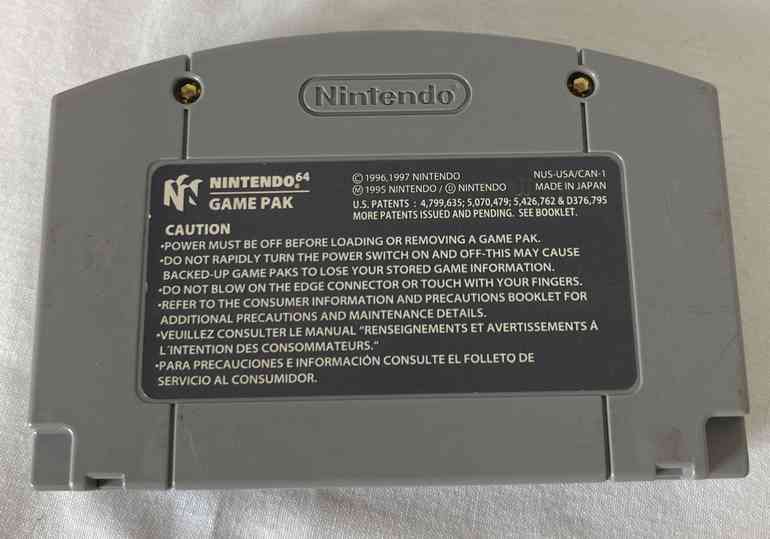 Nintendo
NINTENDO64
GAME PAK
© 1996,1997 NINTENDO
Ⓜ 1995 NINTENDO / Ⓓ NINTENDO
NUS-USA/CAN-1
MADE IN JAPAN
U.S. PATENTS : 4,799,635; 5,070,479; 5,426,762 & D376,795
MORE PATENTS ISSUED AND PENDING. SEE BOOKLET.
CAUTION
•POWER MUST BE OFF BEFORE LOADING OR REMOVING A GAME PAK.
•DO NOT RAPIDLY TURN THE POWER SWITCH ON AND OFF-THIS MAY CAUSE
BACKED-UP GAME PAKS TO LOSE YOUR STORED GAME INFORMATION.
•DO NOT BLOW ON THE EDGE CONNECTOR OR TOUCH WITH YOUR FINGERS.
•REFER TO THE CONSUMER INFORMATION AND PRECAUTIONS BOOKLET FOR
ADDITIONAL PRECAUTIONS AND MAINTENANCE DETAILS.
•VEUILLEZ CONSULTER LE MANUAL "RENSEIGNEMENTS ET AVERTISSEMENTS À
L'INTENTION DES CONSOMMATEURS."
•PARA PRECAUCIONES E INFORMACIÓN CONSULTE EL FOLLETO DE
SERVICIO AL CONSUMIDOR.